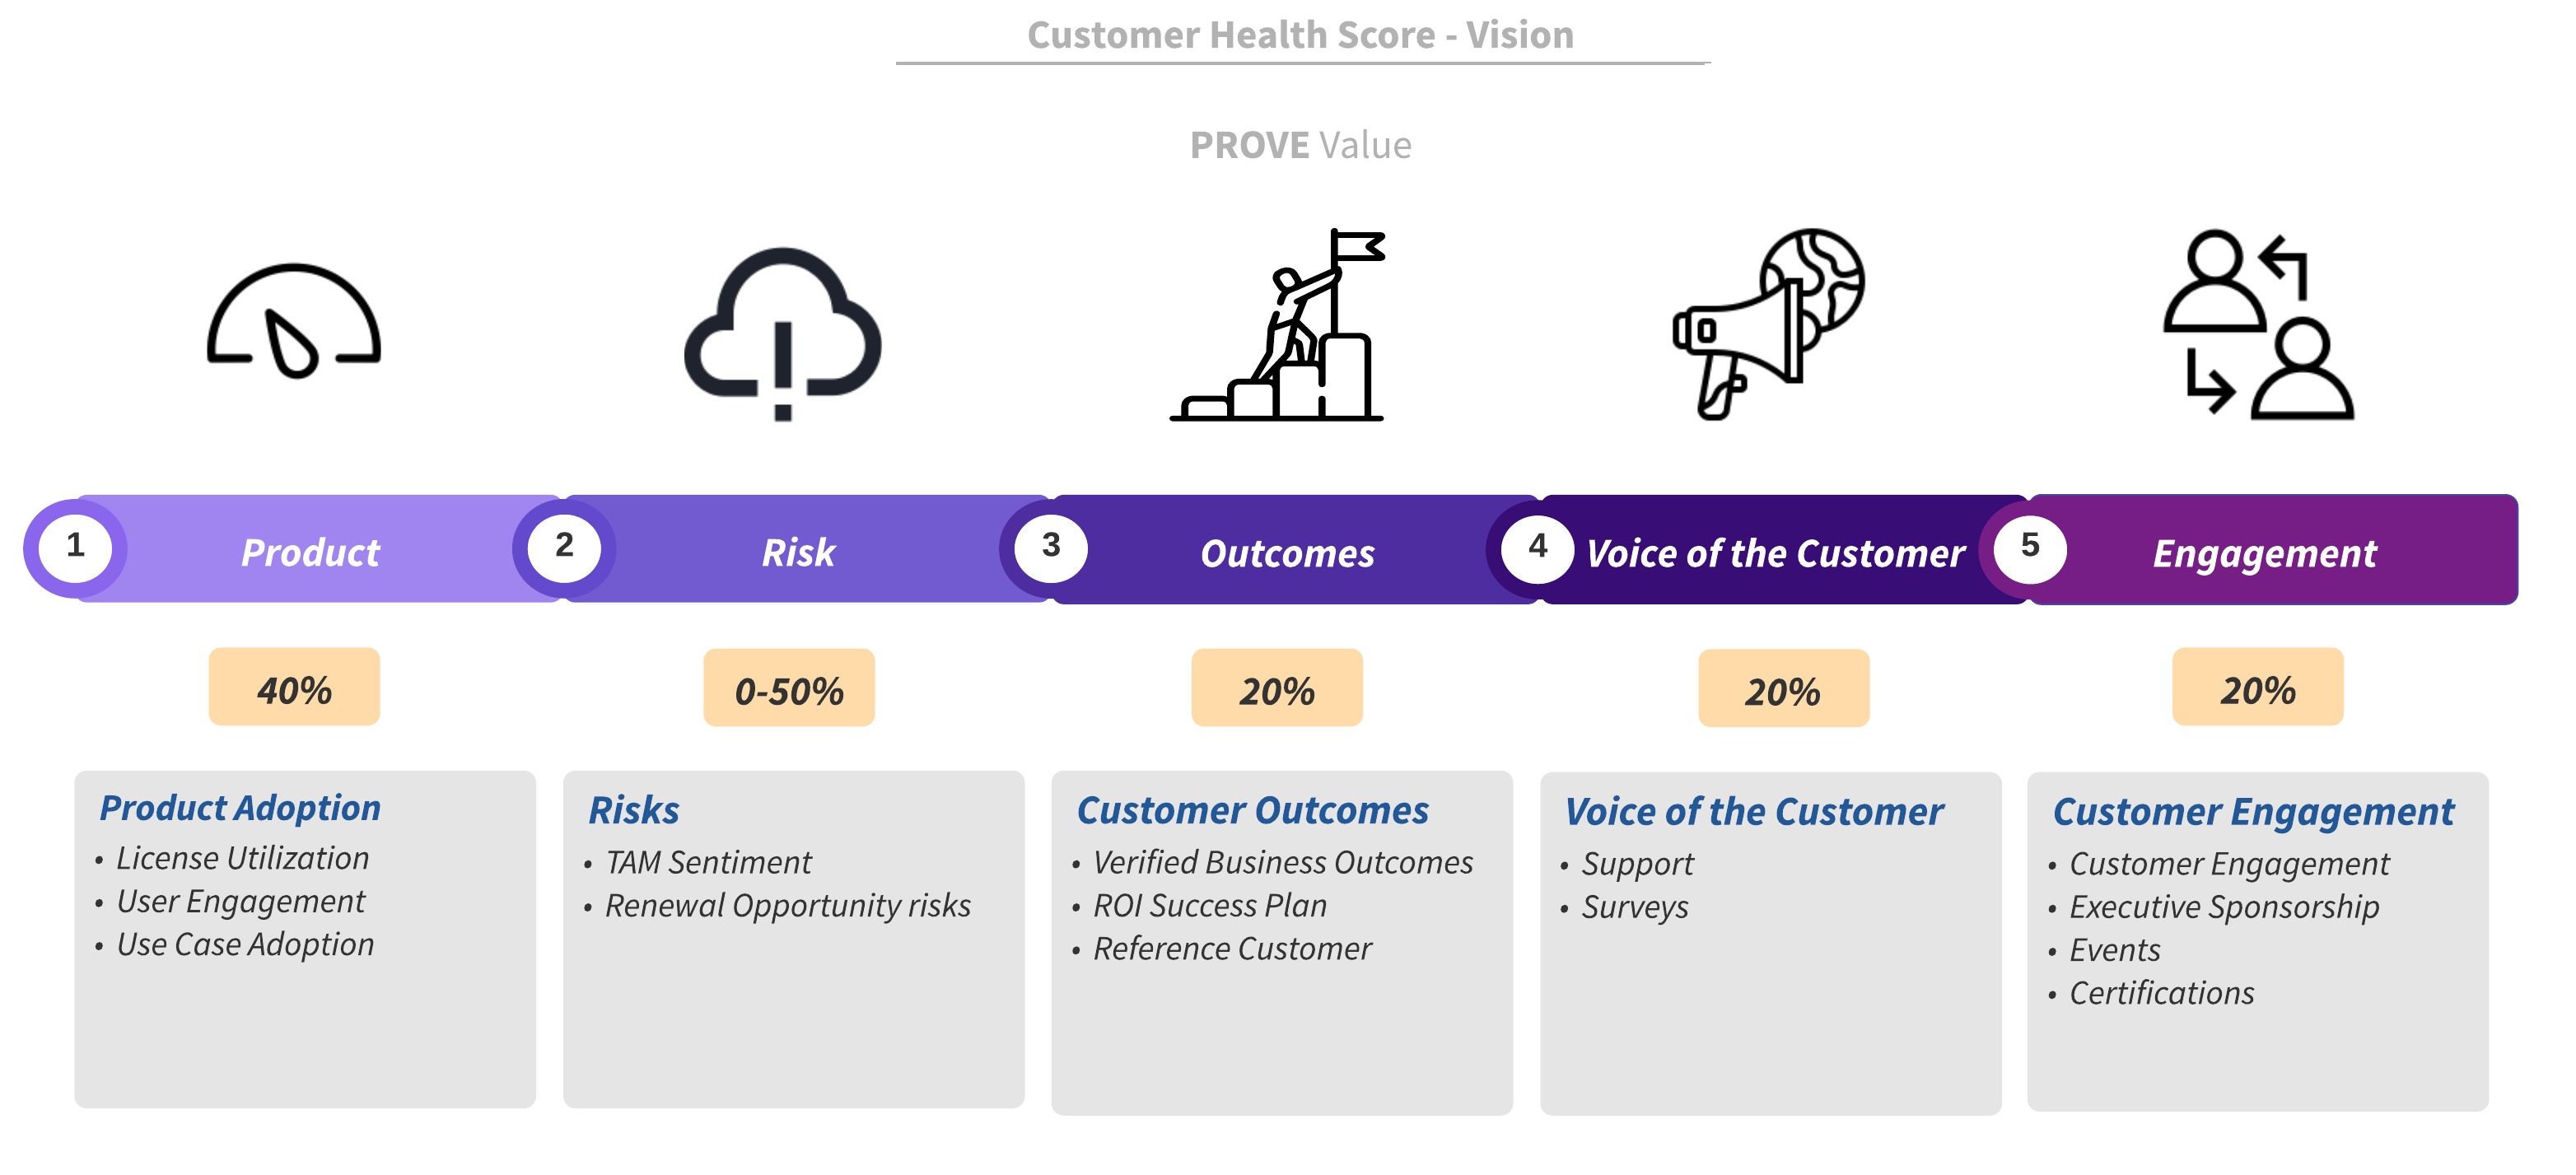 Customer Health Score - Vision
PROVE Value
1
Product
2
Risk
3
Outcomes
4
Voice of the Customer
5
Engagement
40%
0-50%
20%
20%
20%
Product Adoption
• License Utilization
• User Engagement
• Use Case Adoption
Risks
• TAM Sentiment
• Renewal Opportunity risks
Customer Outcomes
• Verified Business Outcomes
• ROI Success Plan
• Reference Customer
Voice of the Customer
• Support
• Surveys
Customer Engagement
• Customer Engagement
• Executive Sponsorship
• Events
• Certifications